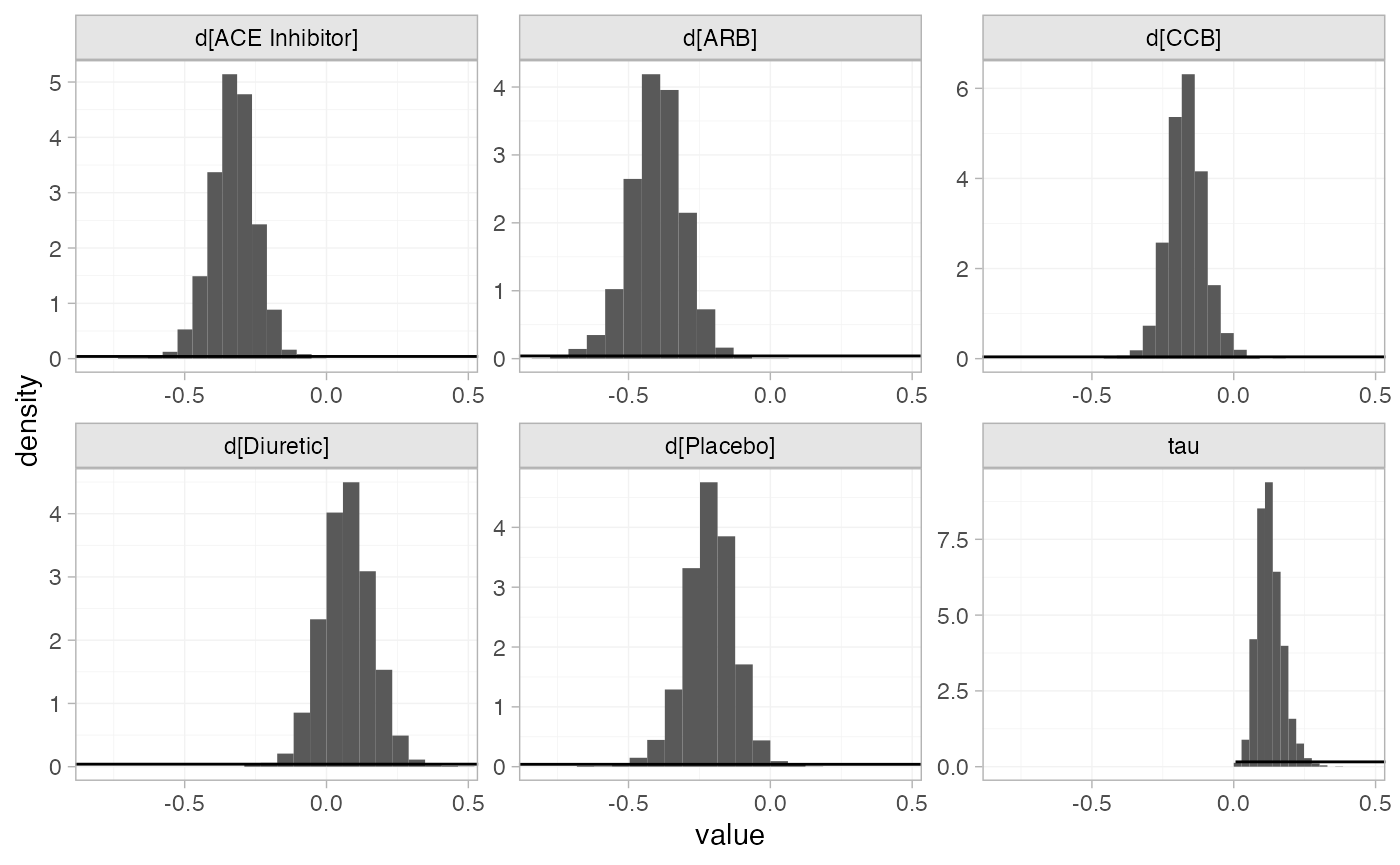 d[ACE Inhibitor] d[ARB] d[CCB]
5 4 3 2 1 0
4 3 2 1 0
6 4 2 0
-0.5 0.0 0.5 -0.5 0.0 0.5 -0.5 0.0 0.5
density
d[Diuretic] d[Placebo] tau
4 3 2 1 0
4 3 2 1 0
7.5 5.0 2.5 0.0
-0.5 0.0 0.5 -0.5 0.0 0.5 -0.5 0.0 0.5
value